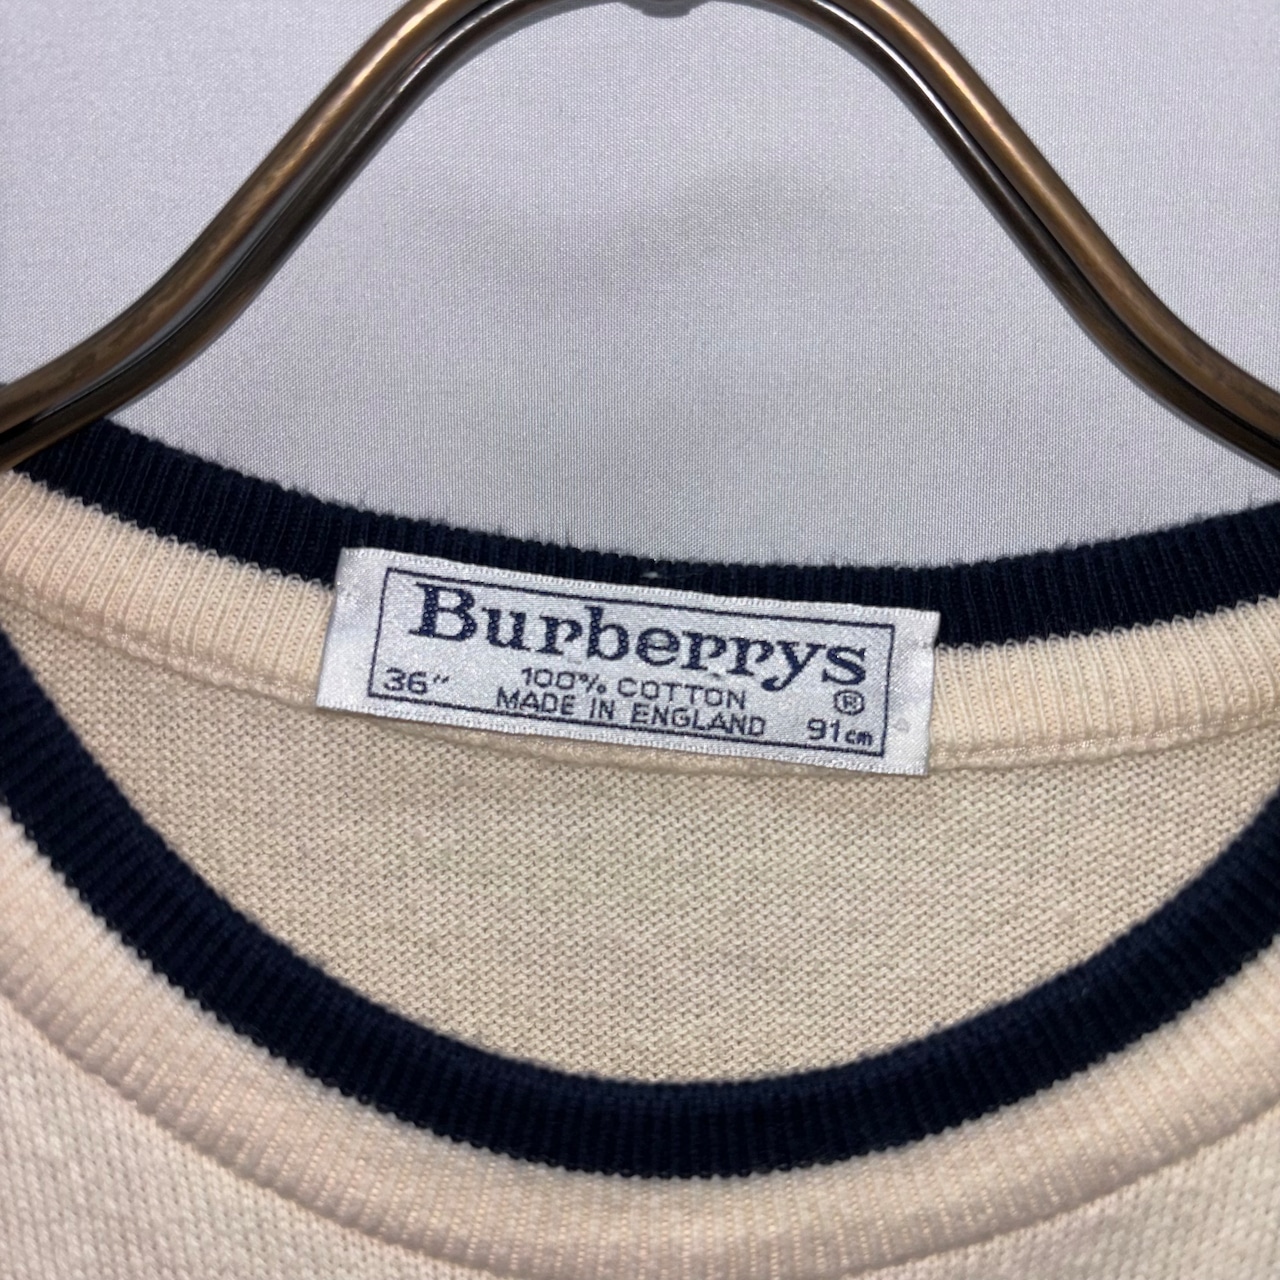 Burberrys
®
36" 100% COTTON
MADE IN ENGLAND 91cm